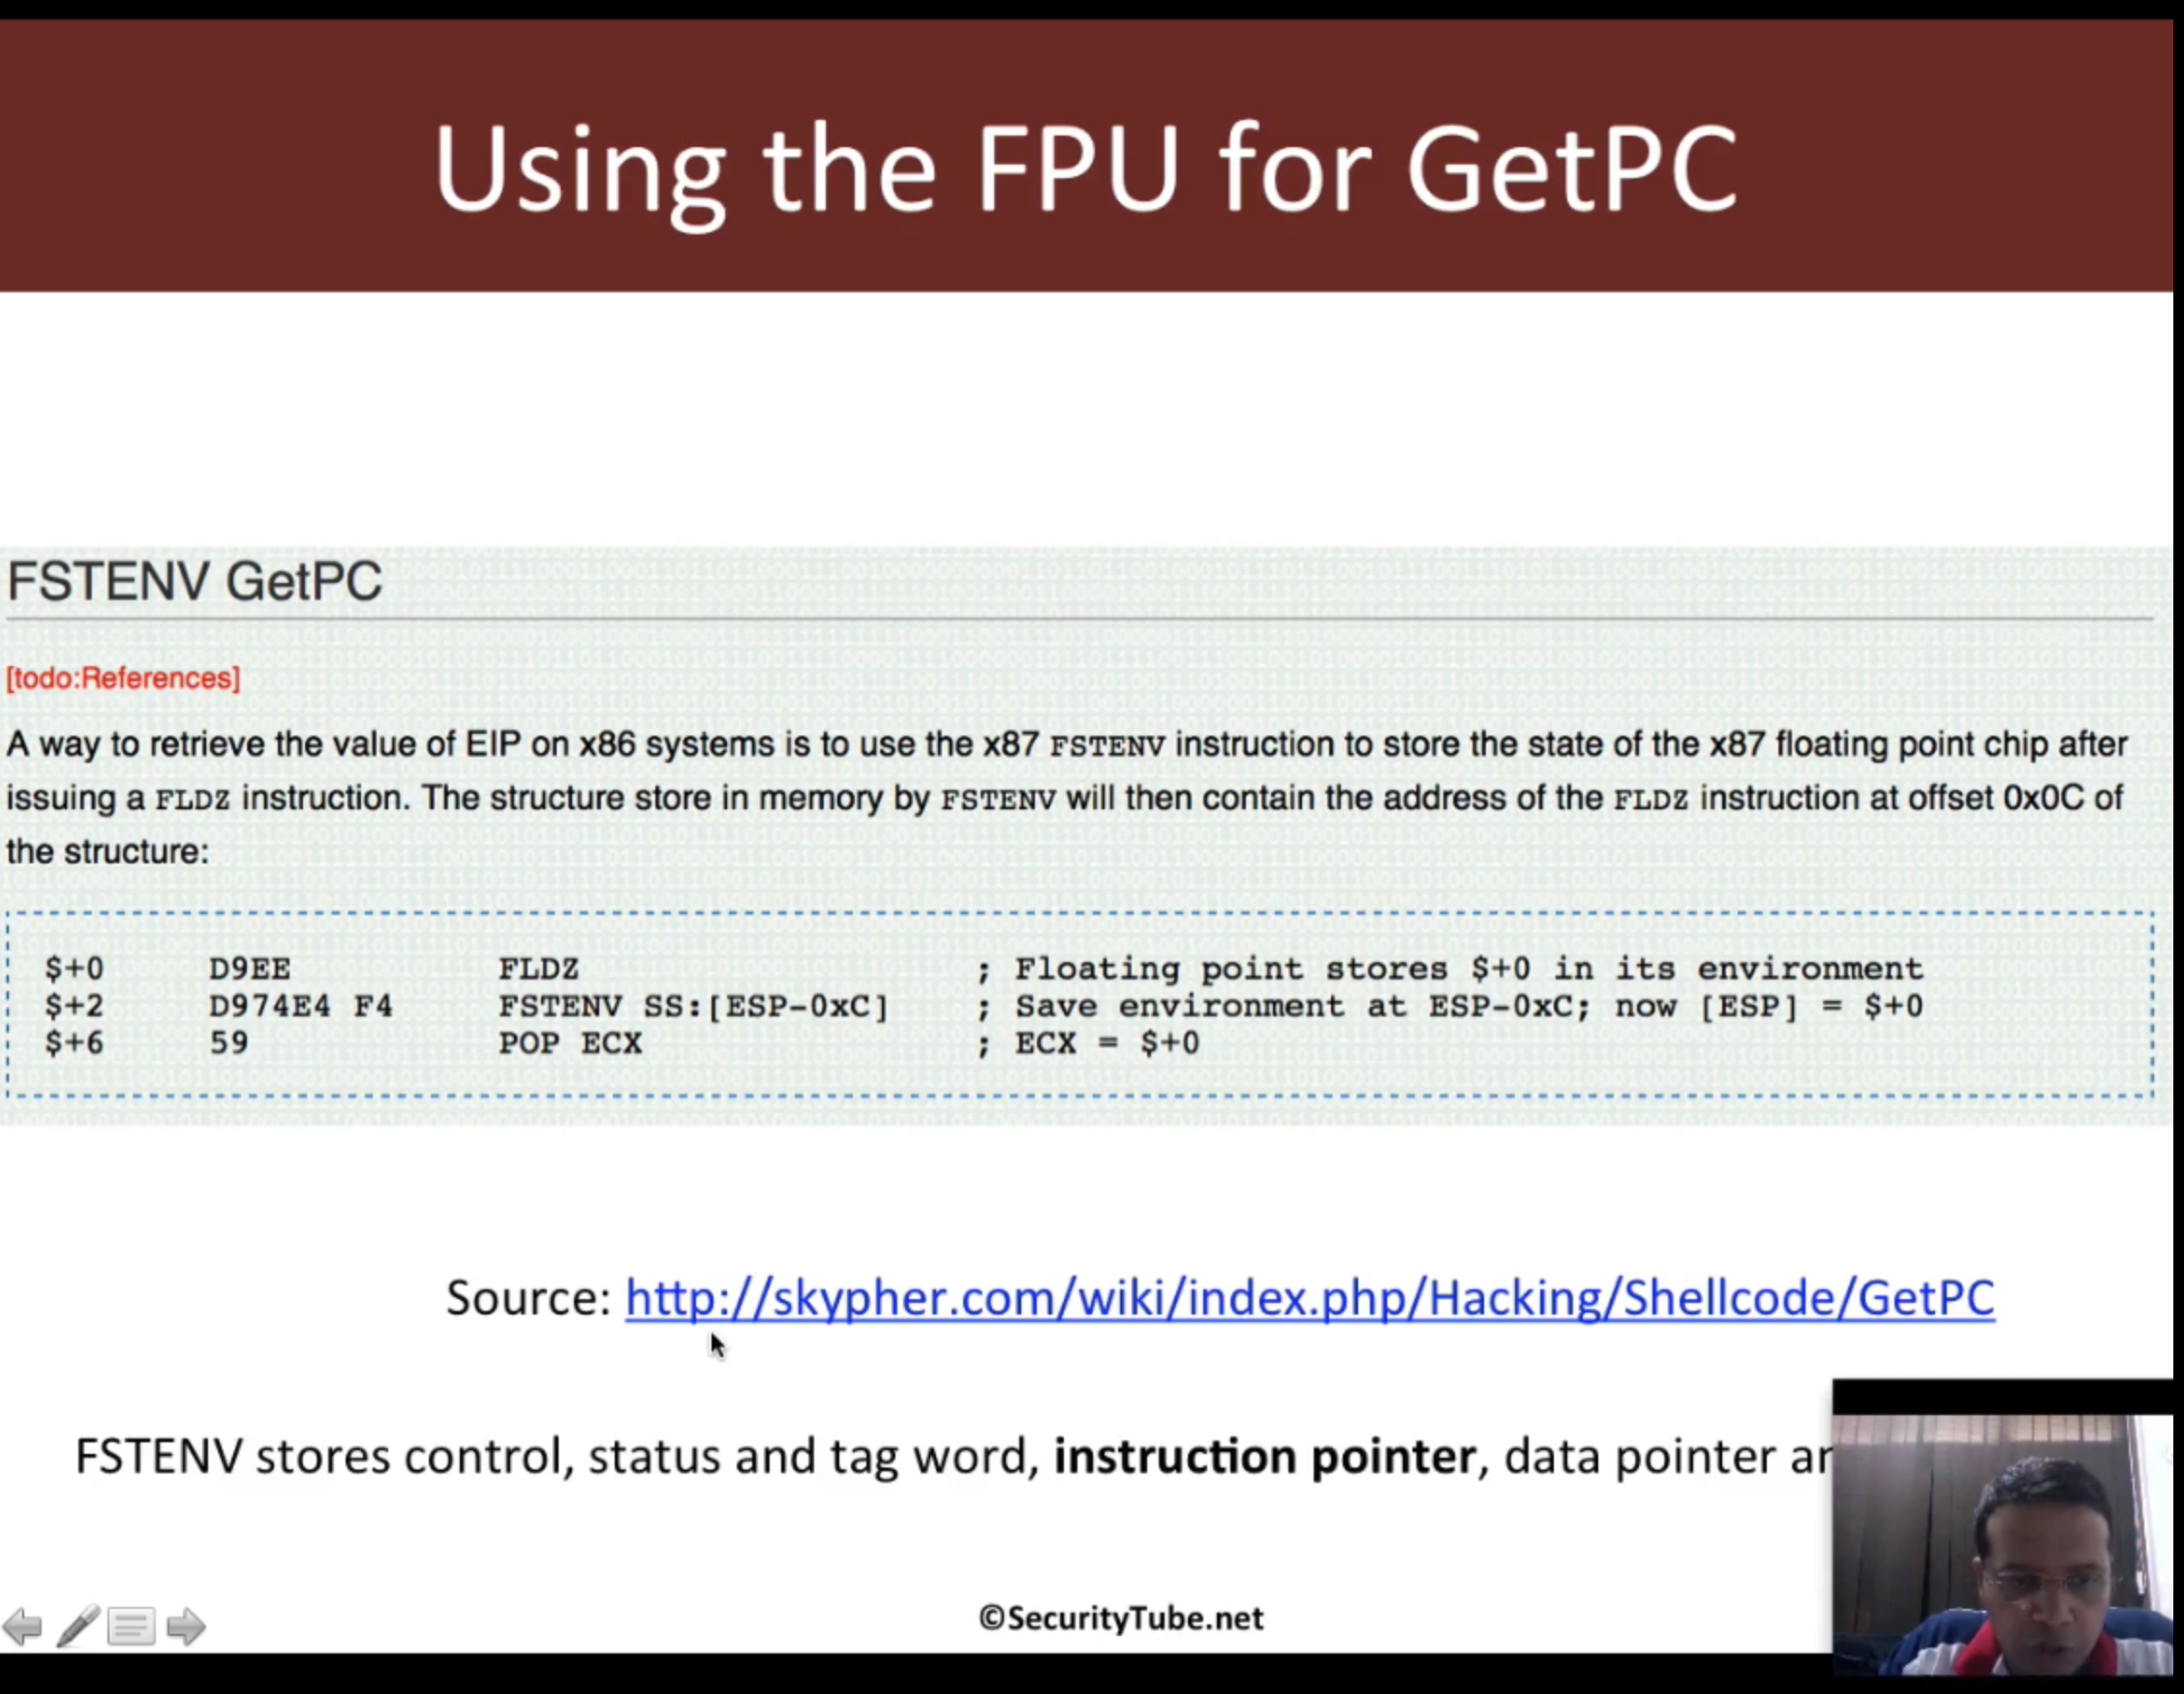 Using the FPU for GetPC
FSTENV GetPC
[todo:References]
A way to retrieve the value of EIP on x86 systems is to use the x87 FSTENV instruction to store the state of the x87 floating point chip after
issuing a FLDZ instruction. The structure store in memory by FSTENV will then contain the address of the FLDZ instruction at offset 0x0C of
the structure:
$+0 D9EE FLDZ ; Floating point stores $+0 in its environment
$+2 D974E4 F4 FSTENV SS:[ESP-0xC] ; Save environment at ESP-0xC; now [ESP] = $+0
$+6 59 POP ECX ; ECX = $+0
Source: http://skypher.com/wiki/index.php/Hacking/Shellcode/GetPC
FSTENV stores control, status and tag word, instruction pointer, data pointer
©SecurityTube.net